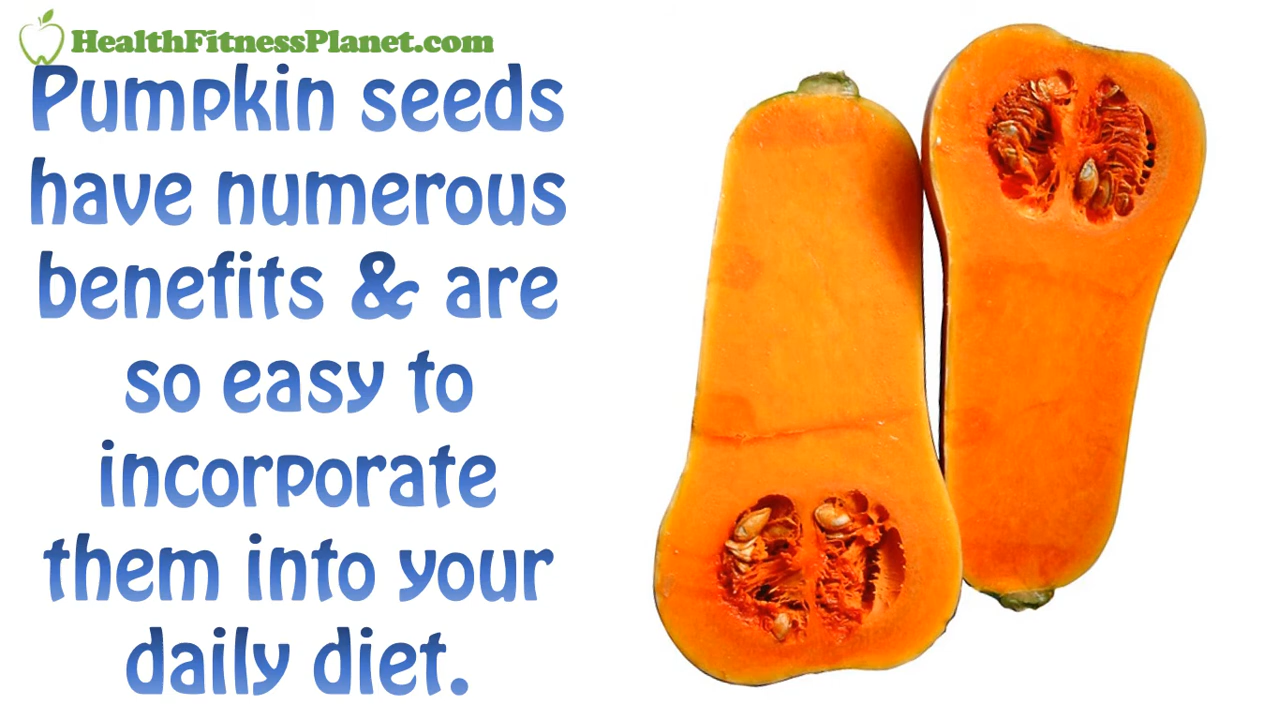 HealthFitnessPlanet.com
Pumpkin seeds
have numerous
benefits & are
so easy to
incorporate
them into your
daily diet.